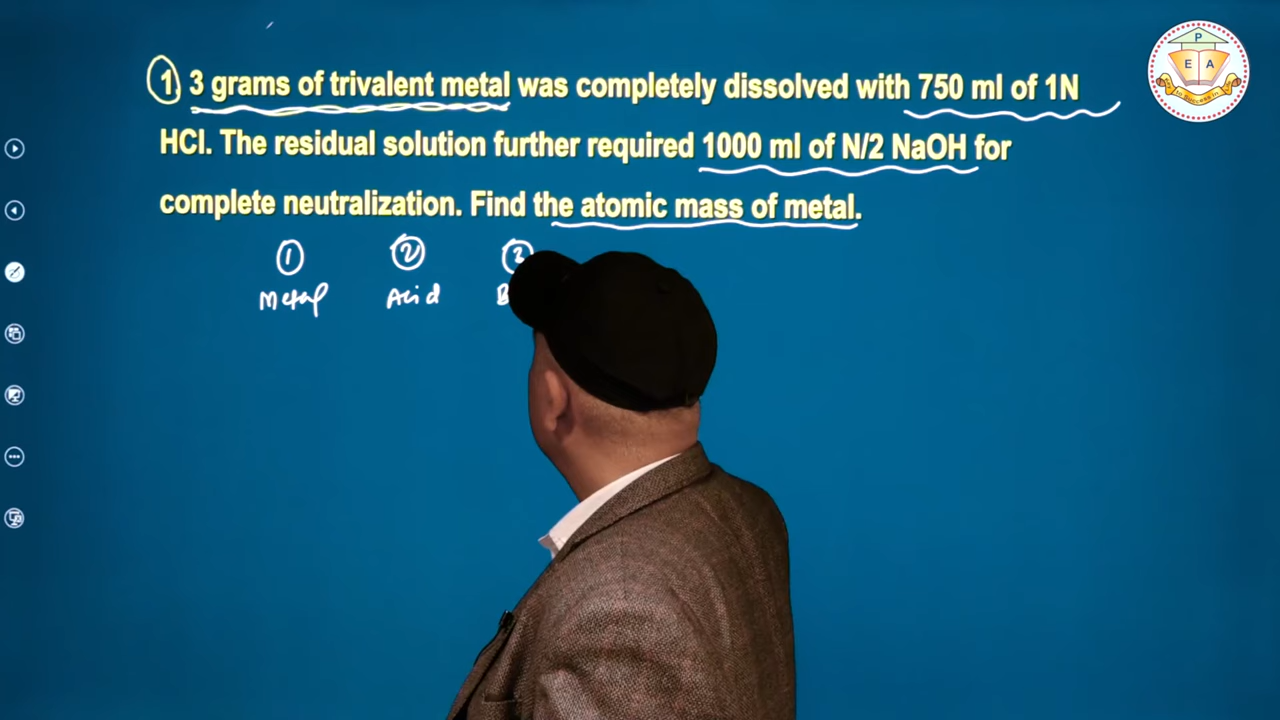 1. 3 grams of trivalent metal was completely dissolved with 750 ml of 1N
HCl. The residual solution further required 1000 ml of N/2 NaOH for
complete neutralization. Find the atomic mass of metal.
1 2
Metal Acid
P
E A